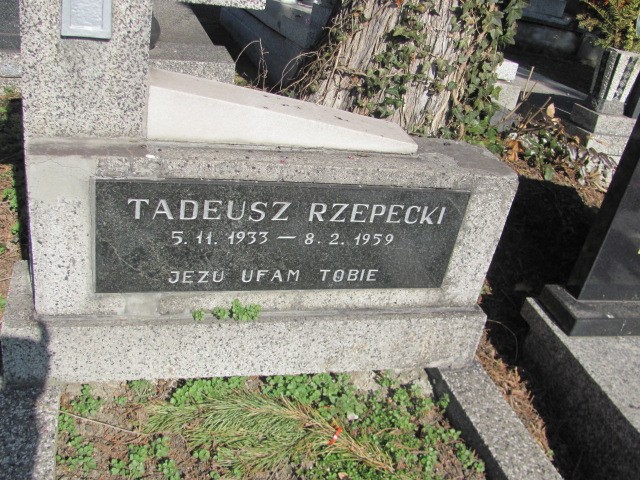 TADEUSZ RZEPECKI
5.11.1933 — 8.2.1959
JEZU UFAM TOBIE